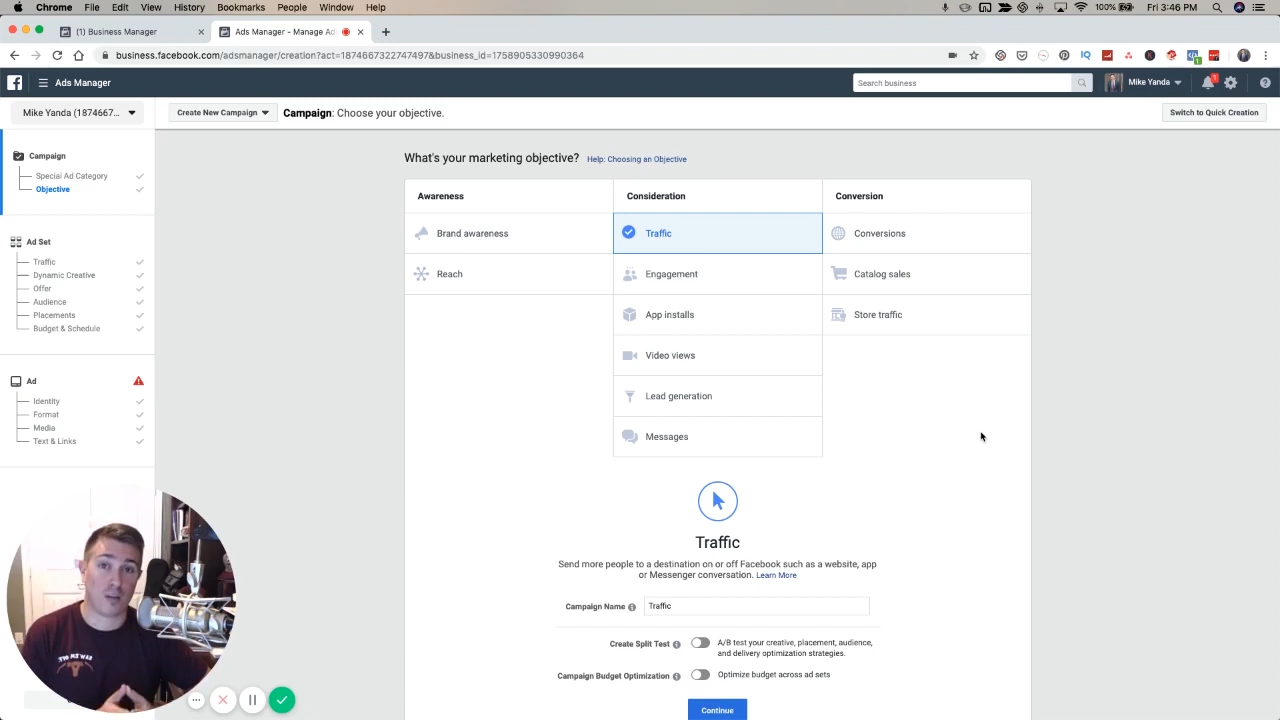 Chrome File Edit View History Bookmarks People Window Help 100% Fri 3:56 PM
(1) Business Manager Ads Manager - Manage Ad
business.facebook.com/adsmanager/creation?act=1874667322747497&business_id=1758905330990364
Ads Manager Search business Mike Yanda 1
Mike Yanda (1874667... Create New Campaign Campaign: Choose your objective. Switch to Quick Creation
What's your marketing objective? Help: Choosing an Objective
Campaign
Special Ad Category
Objective
Ad Set
Traffic
Dynamic Creative
Offer
Audience
Placements
Budget & Schedule
Ad
Identity
Format
Media
Text & Links
Awareness Consideration Conversion
Brand awareness Traffic Conversions
Reach Engagement Catalog sales
App installs Store traffic
Video views
Lead generation
Messages
Traffic
Send more people to a destination on or off Facebook such as a website, app
or Messenger conversation. Learn More
Campaign Name Traffic
Create Split Test A/B test your creative, placement, audience,
and delivery optimization strategies.
Campaign Budget Optimization Optimize budget across ad sets
Continue